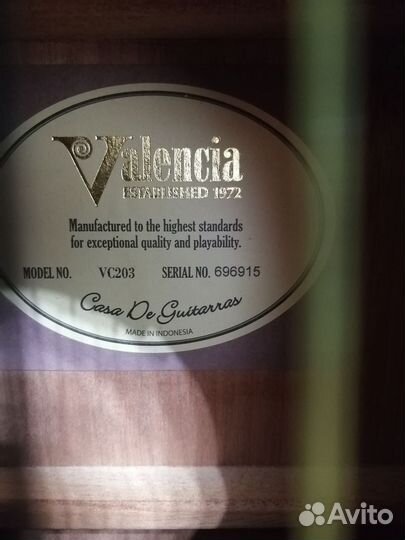 Valencia
ESTABLISHED 1972
Manufactured to the highest standards
for exceptional quality and playability.
MODEL NO. VC203 SERIAL NO. 696915
Casa De Guitarras
MADE IN INDONESIA
Avito